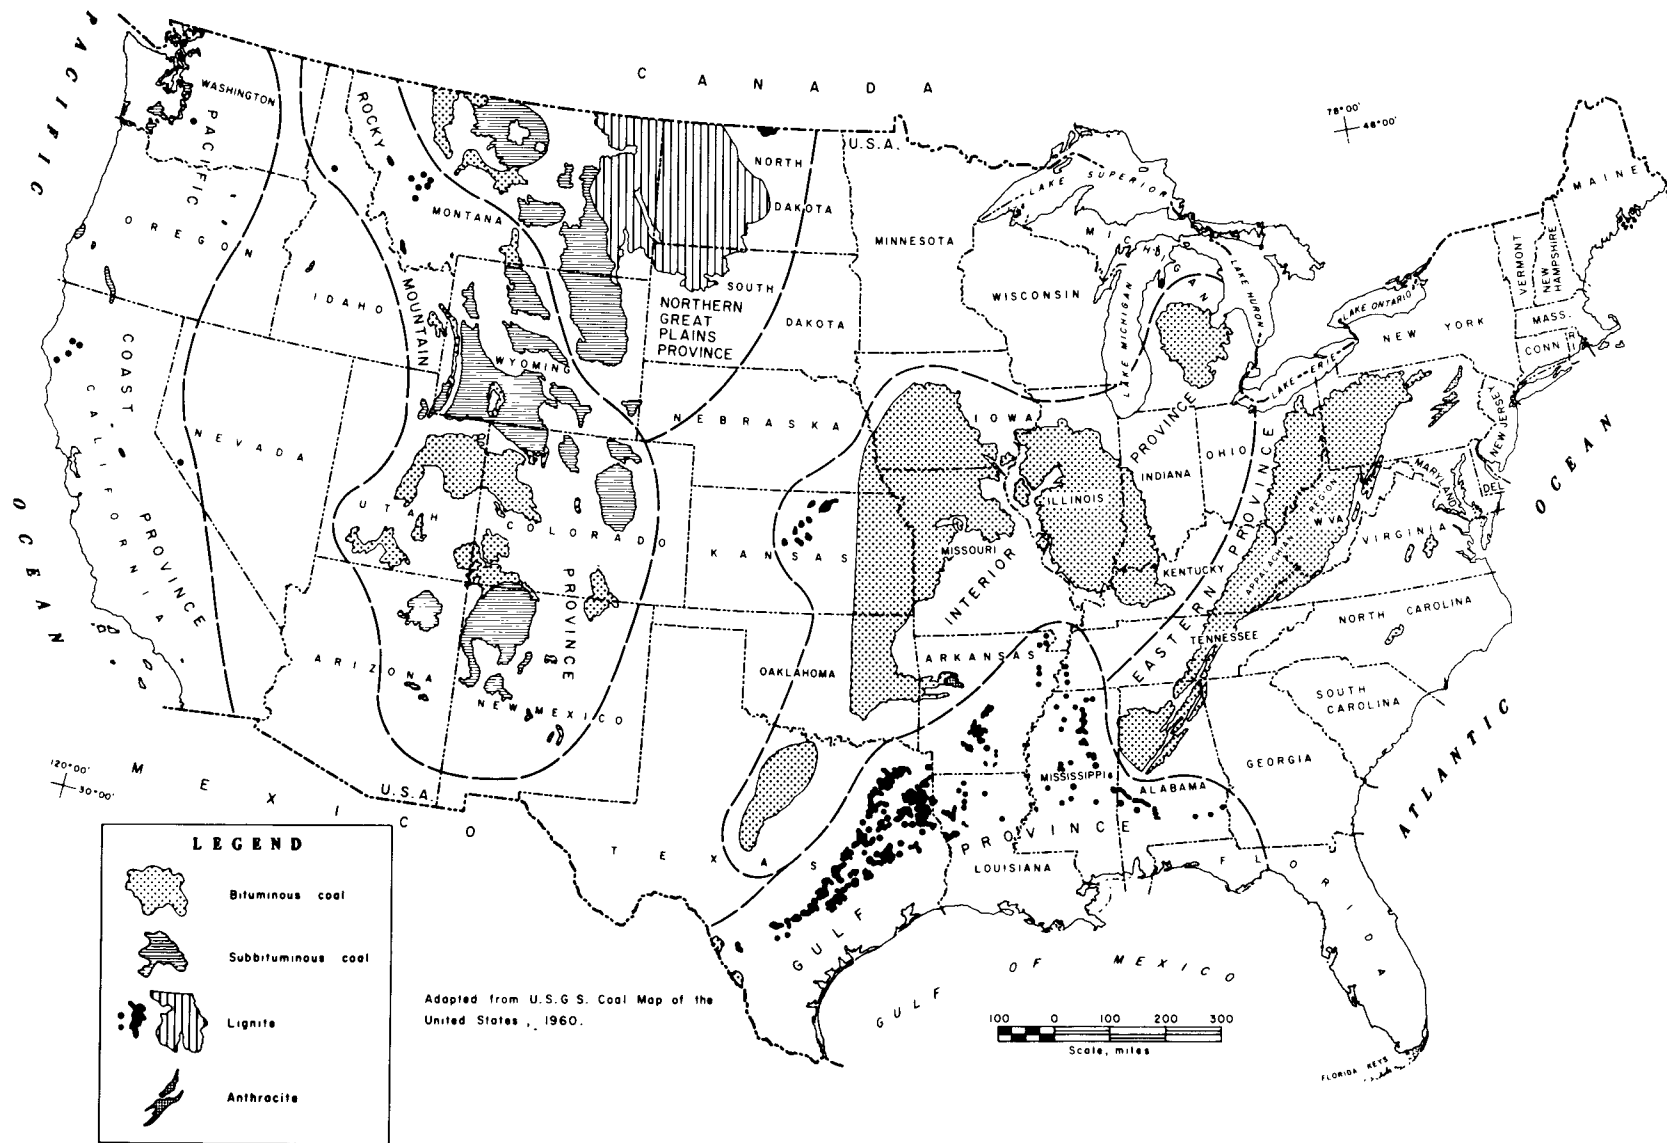 CANADA
PACIFIC
OCEAN
78°00'
48°00'
WASHINGTON
PACIFIC
COAST
PROVINCE
ROCKY
MOUNTAIN
PROVINCE
OREGON
IDAHO
MONTANA
NORTH
DAKOTA
SOUTH
DAKOTA
NORTHERN
GREAT
PLAINS
PROVINCE
U.S.A.
MINNESOTA
WISCONSIN
LAKE SUPERIOR
MICHIGAN
LAKE MICHIGAN
LAKE HURON
LAKE ERIE
LAKE ONTARIO
MAINE
VERMONT
NEW
HAMPSHIRE
MASS.
CONN
R
I
NEW YORK
NEW JERSEY
DEL
MARYLAND
WYOMING
NEVADA
CALIFORNIA
UTAH
COLORADO
NEBRASKA
IOWA
KANSAS
MISSOURI
ILLINOIS
INDIANA
OHIO
INTERIOR
PROVINCE
EASTERN PROVINCE
APPALACHIAN
REGION
W VA
VIRGINIA
KENTUCKY
TENNESSEE
NORTH CAROLINA
SOUTH
CAROLINA
GEORGIA
ARIZONA
NEW MEXICO
OKLAHOMA
ARKANSAS
MISSISSIPPI
ALABAMA
TEXAS
LOUISIANA
GULF
PROVINCE
FLORIDA
FLORIDA KEYS
ATLANTIC
OCEAN
GULF OF MEXICO
MEXICO
U.S.A.
120°00'
30°00'
LEGEND
Bituminous coal
Subbituminous coal
Lignite
Anthracite
Adapted from U.S.G S. Coal Map of the
United States , 1960.
100 0 100 200 300
Scale, miles